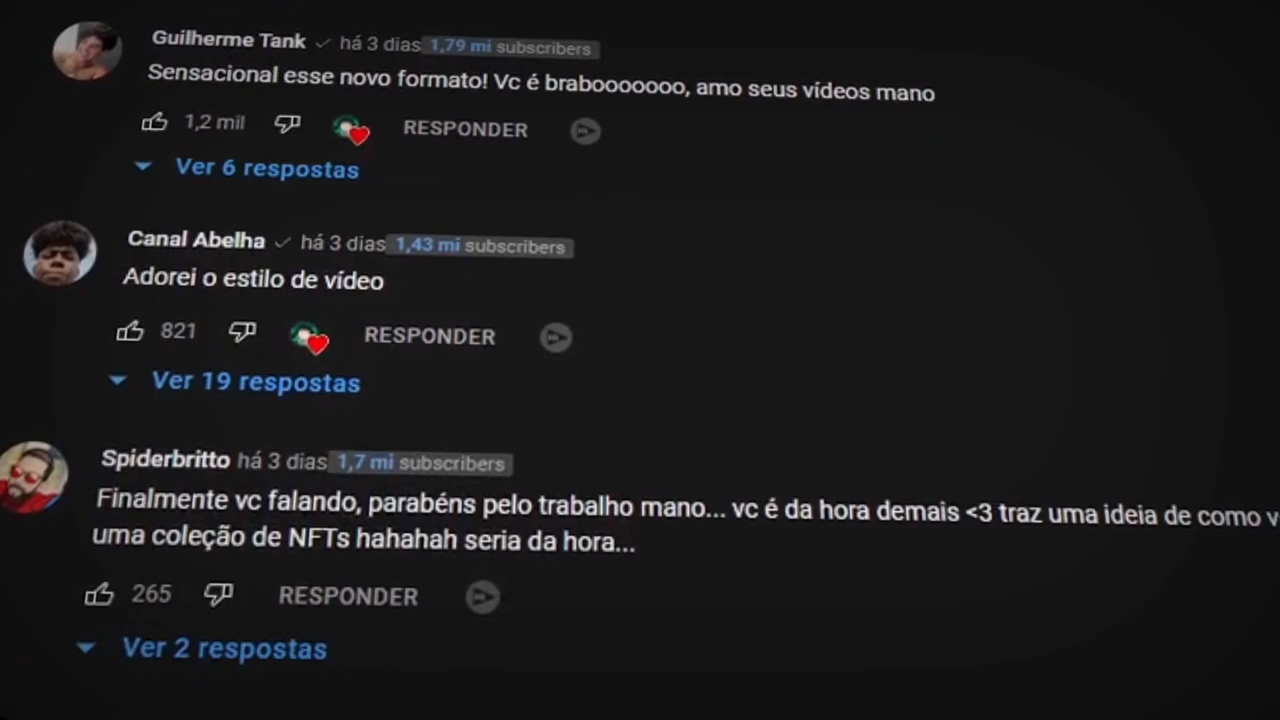 Guilherme Tank há 3 dias 1,79 mi subscribers
Sensacional esse novo formato! Vc é brabooooooo, amo seus vídeos mano
1,2 mil RESPONDER
Ver 6 respostas
Canal Abelha há 3 dias 1,43 mi subscribers
Adorei o estilo de vídeo
821 RESPONDER
Ver 19 respostas
Spiderbritto há 3 dias 1,7 mi subscribers
Finalmente vc falando, parabéns pelo trabalho mano... vc é da hora demais <3 traz uma ideia de como
uma coleção de NFTs hahahah seria da hora...
265 RESPONDER
Ver 2 respostas